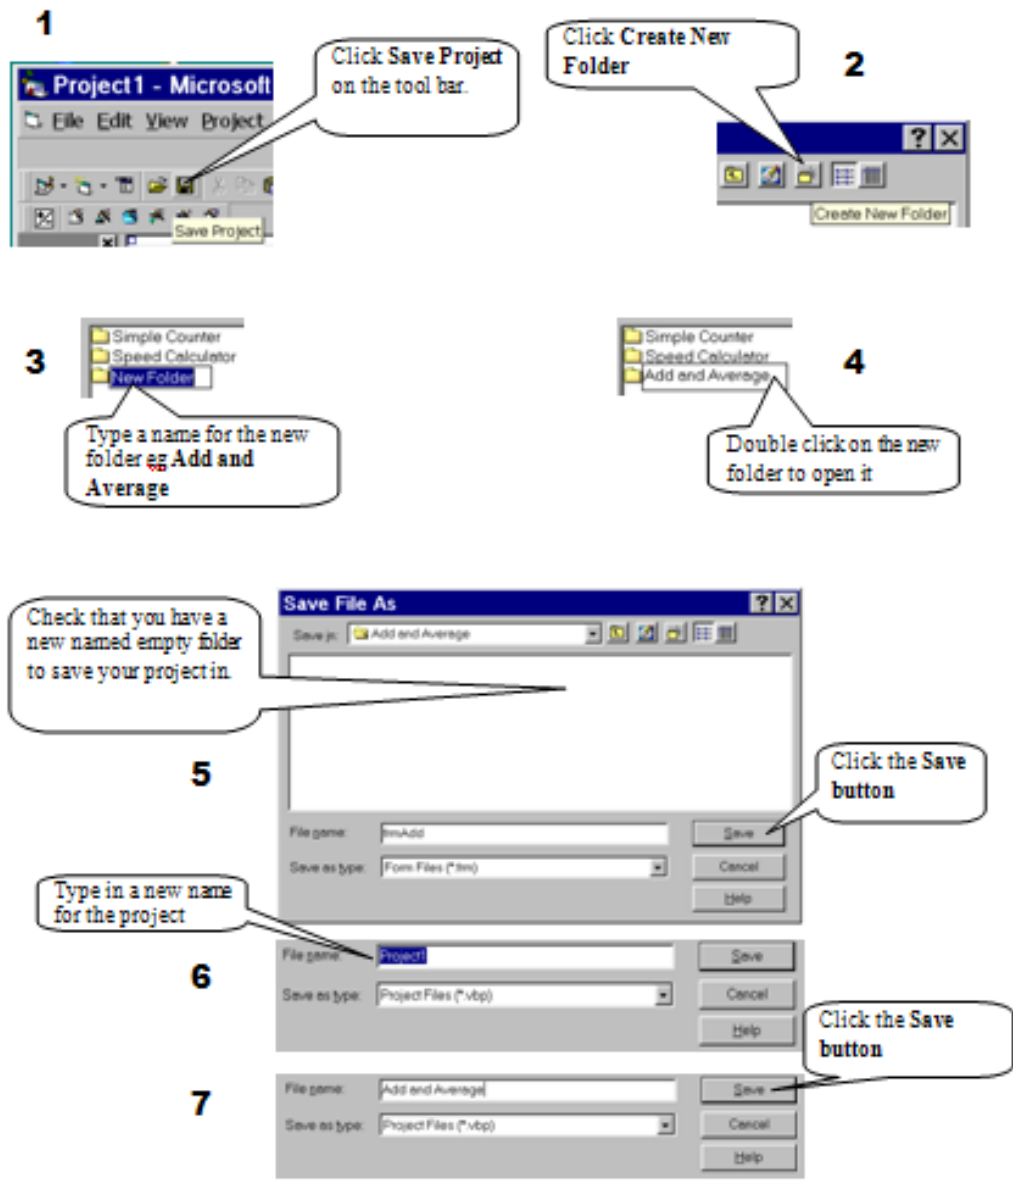 1
Click Save Project
on the tool bar.
Project1 - Microsoft
File Edit View Project
Save Project
Click Create New
Folder
2
Create New Folder
3
Simple Counter
Speed Calculator
New Folder
Type a name for the new
folder eg Add and
Average
Simple Counter
Speed Calculator
Add and Average
4
Double click on the new
folder to open it
Check that you have a
new named empty folder
to save your project in.
Save File As
Save in: Add and Average
5
Click the Save
button
File name: frmAdd Save
Save as type: Form Files (*.frm) Cancel
Help
Type in a new name
for the project
6
File name: Project1 Save
Save as type: Project Files (*.vbp) Cancel
Help
Click the Save
button
7
File name: Add and Average Save
Save as type: Project Files (*.vbp) Cancel
Help